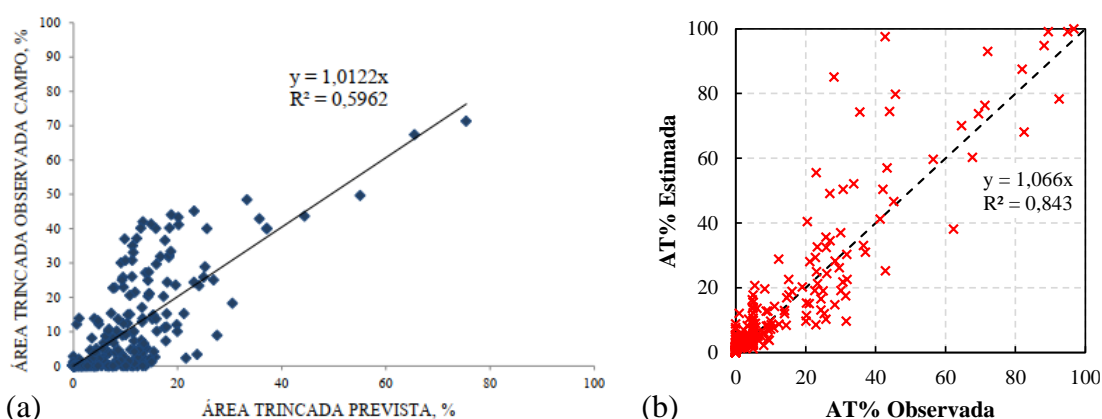 100
90
80
70
60
50
40
30
20
10
0
ÁREA TRINCADA OBSERVADA CAMPO, %
y = 1,0122x
R² = 0,5962
0 20 40 60 80 100
ÁREA TRINCADA PREVISTA, %
(a)
100
80
60
40
20
0
AT% Estimada
y = 1,066x
R² = 0,843
0 20 40 60 80 100
AT% Observada
(b)